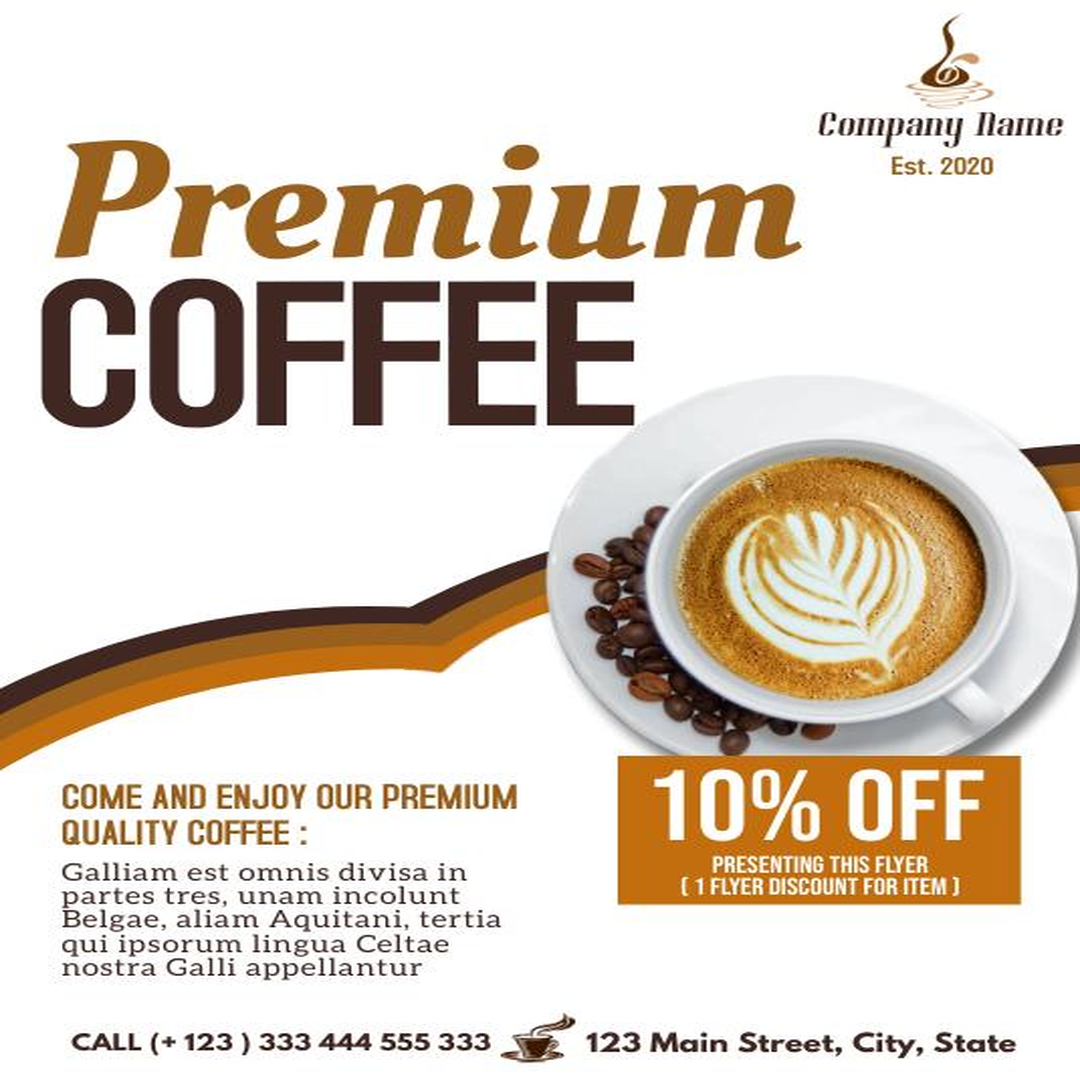 Company Name
Est. 2020
Premium
COFFEE
COME AND ENJOY OUR PREMIUM
QUALITY COFFEE :
Galliam est omnis divisa in
partes tres, unam incolunt
Belgae, aliam Aquitani, tertia
qui ipsorum lingua Celtae
nostra Galli appellantur
10% OFF
PRESENTING THIS FLYER
( 1 FLYER DISCOUNT FOR ITEM )
CALL (+ 123 ) 333 444 555 333
123 Main Street, City, State